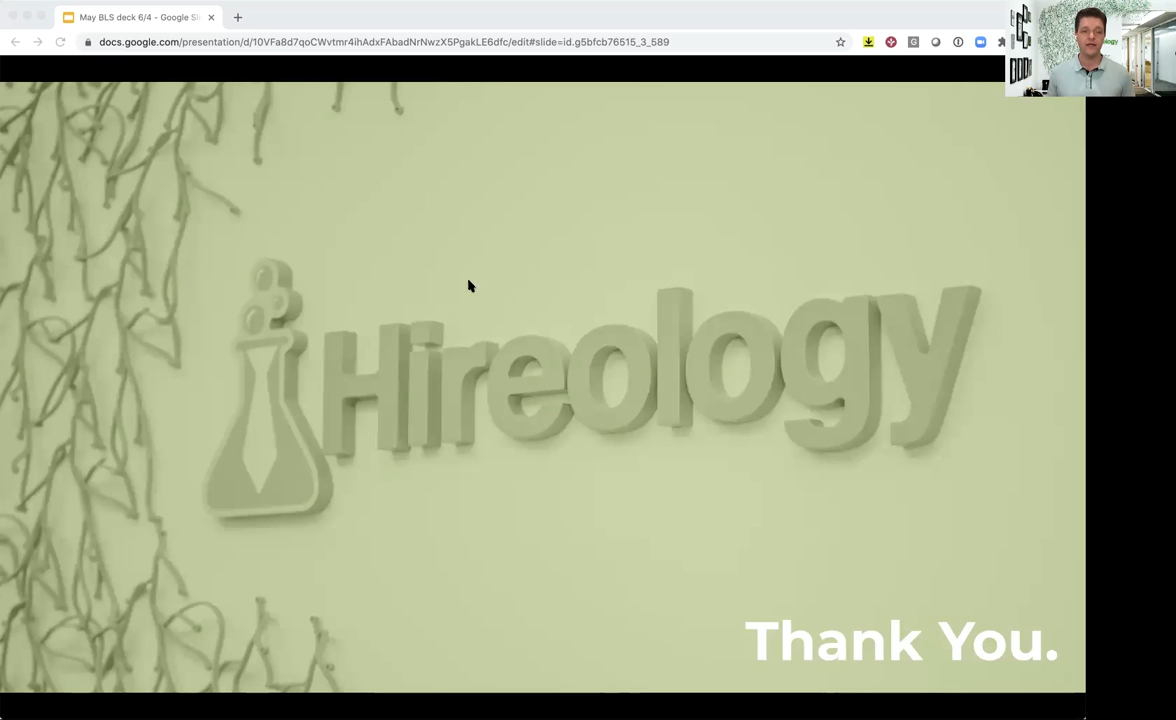 May BLS deck 6/4 - Google Sli
docs.google.com/presentation/d/10VFa8d7qoCWvtmr4ihAdxFAbadNrNwzX5PgakLE6dfc/edit#slide=id.g5bfcb76515_3_589
ology
Hireology
Thank You.